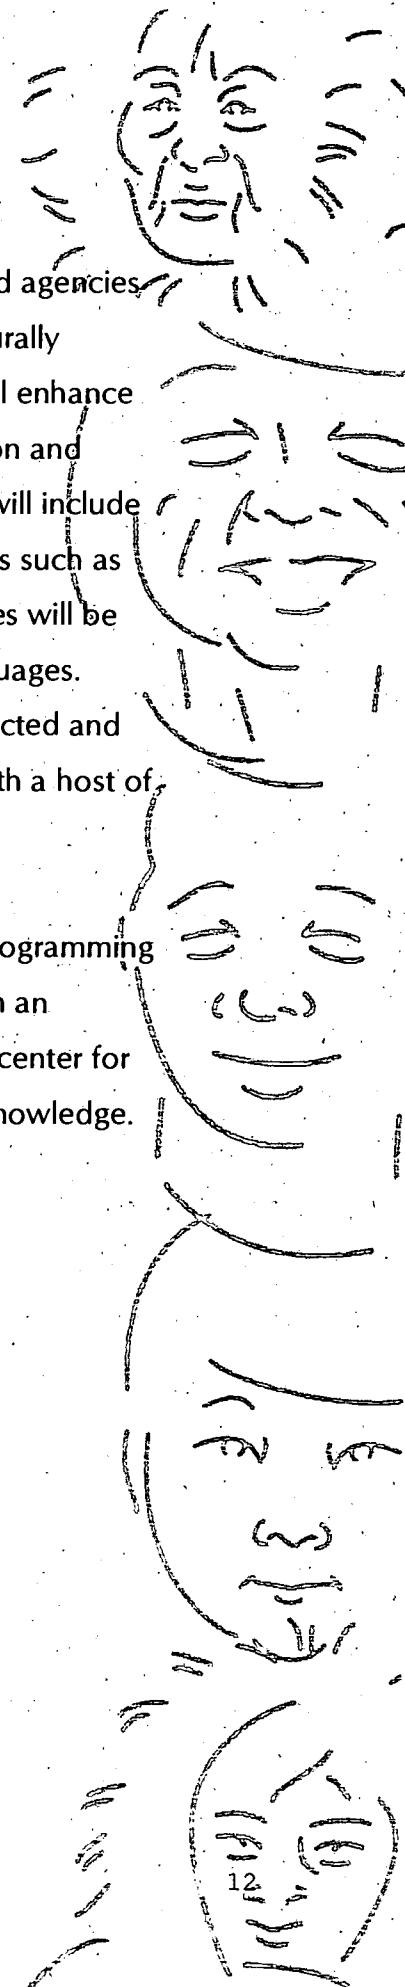 d agencies
urally
l enhance
on and
will include
s such as
es will be
uages.
cted and
th a host of
ogramming
n an
center for
nowledge.
12